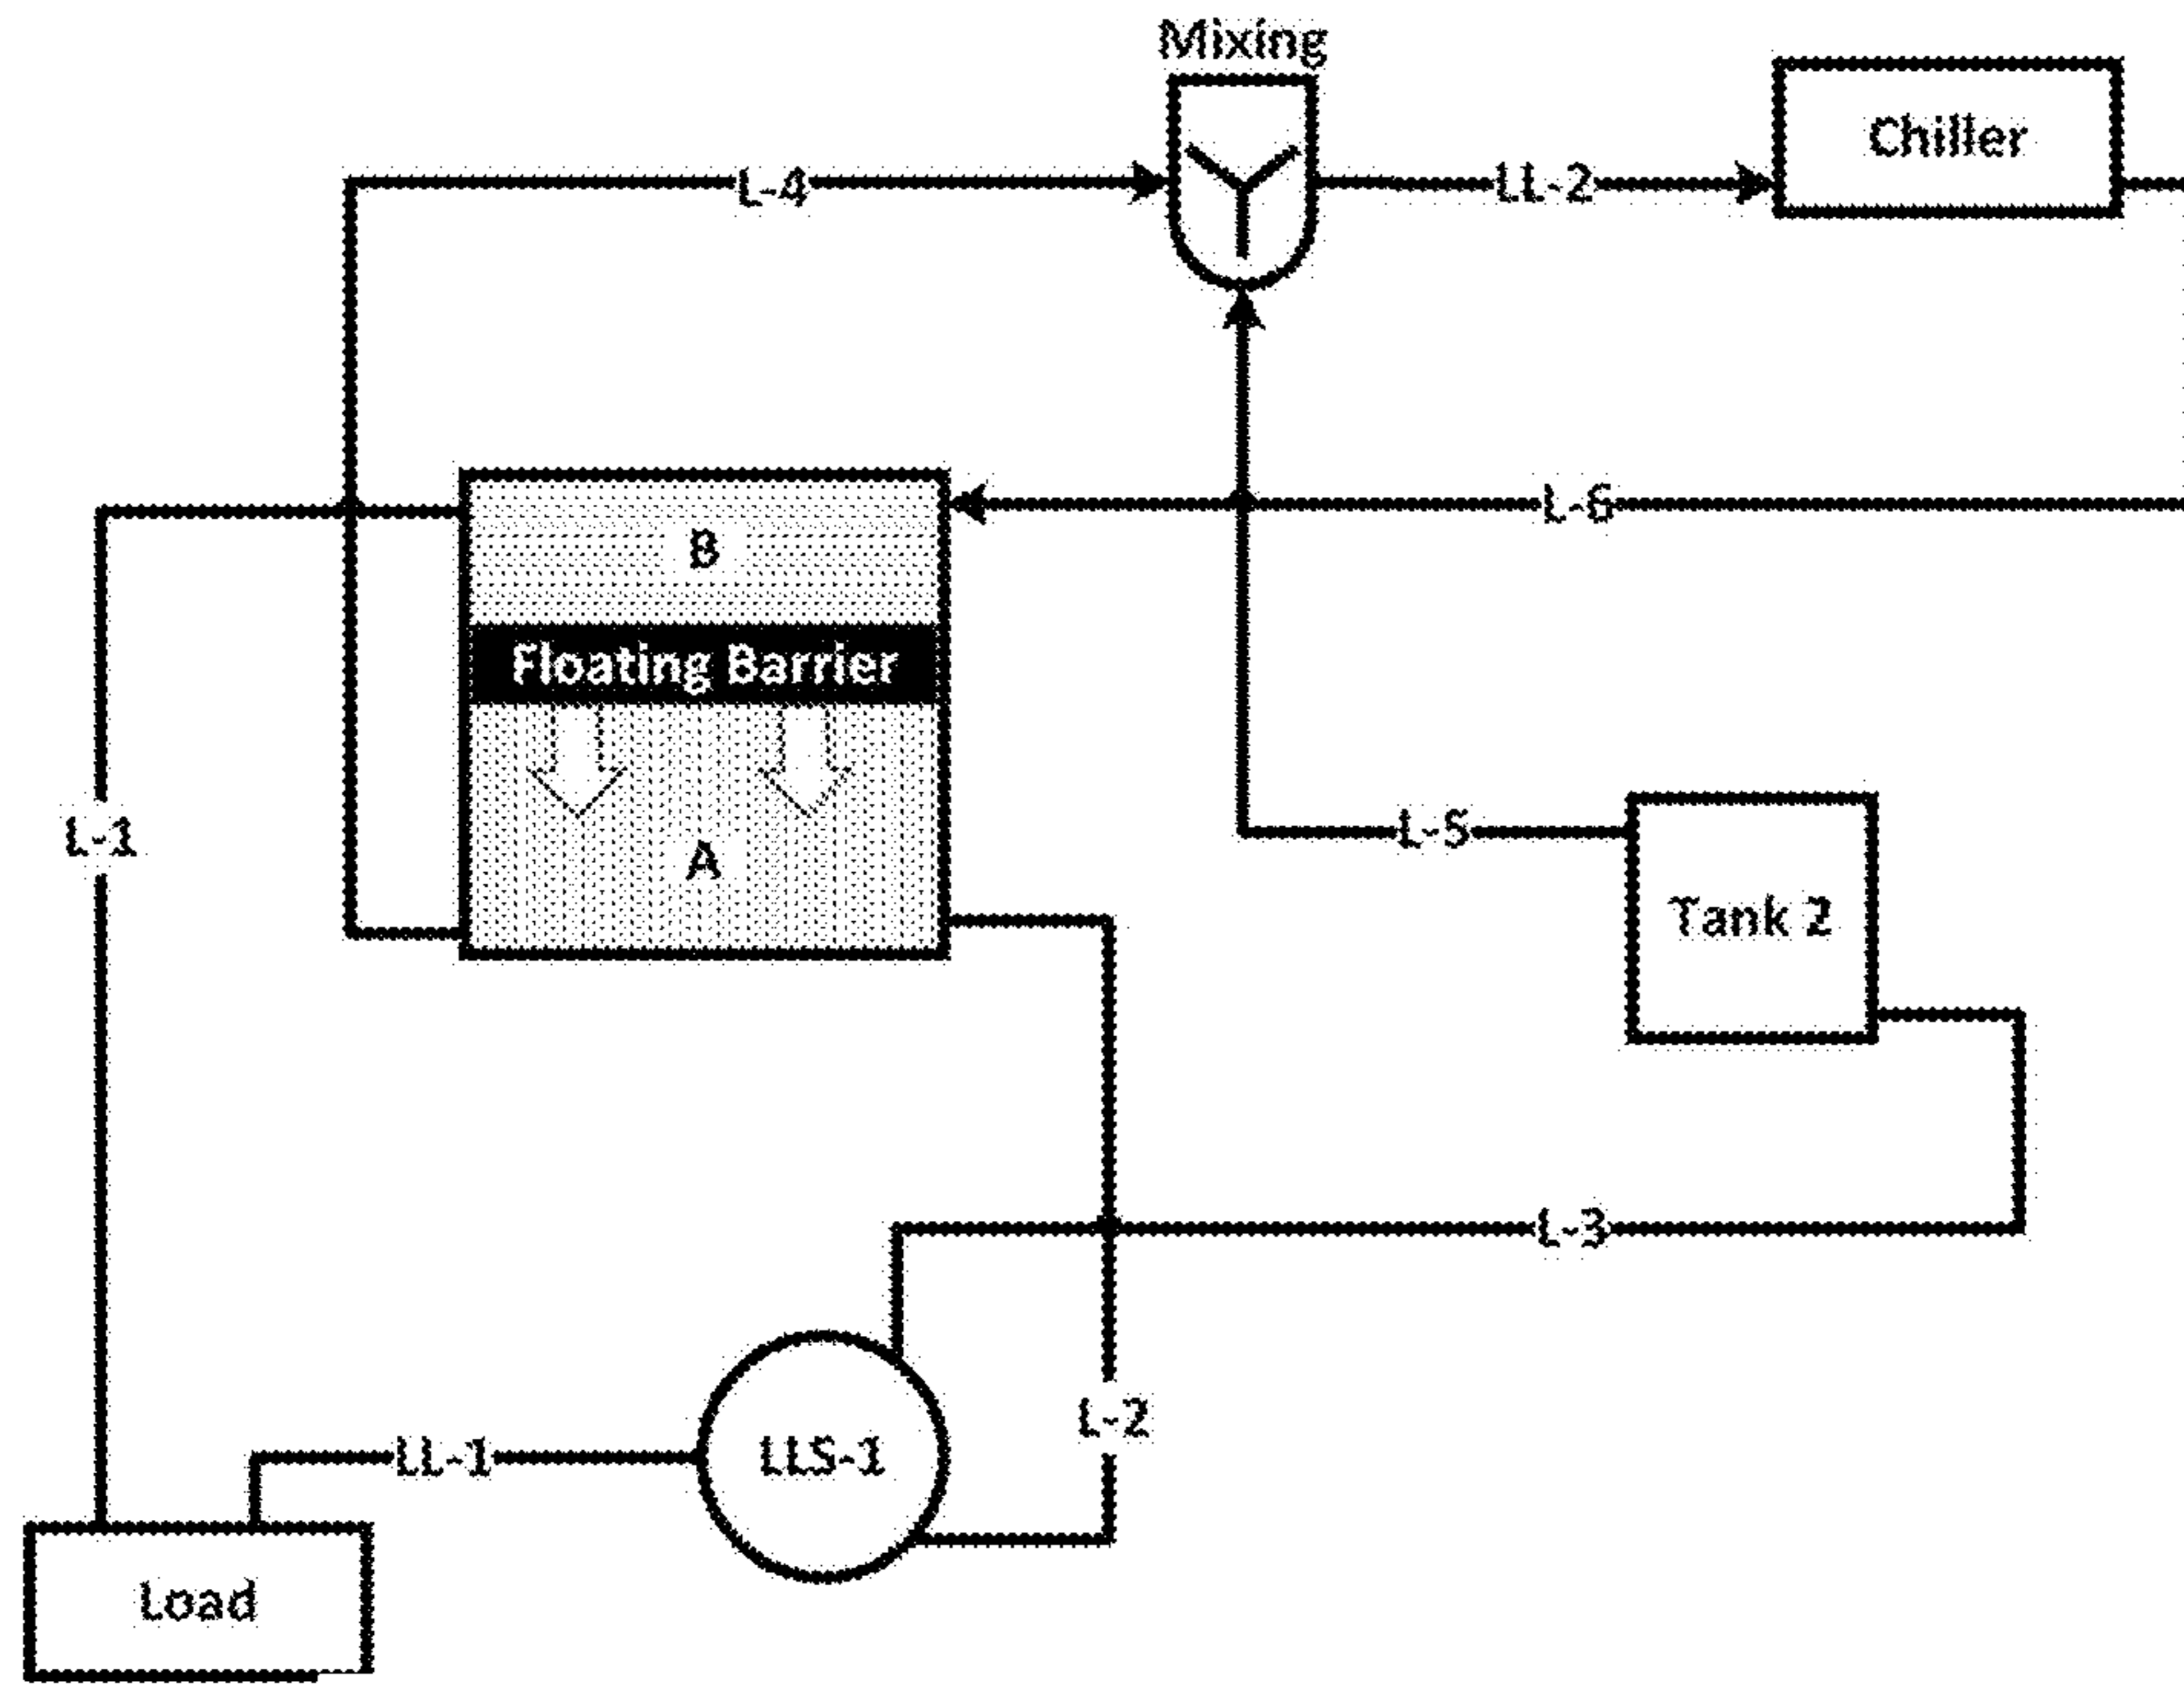 Mixing
Chiller
L-4
LL-2
L-6
B
Floating Barrier
L-1
L-5
A
Tank 2
L-3
L-2
LL-1
LLS-1
Load